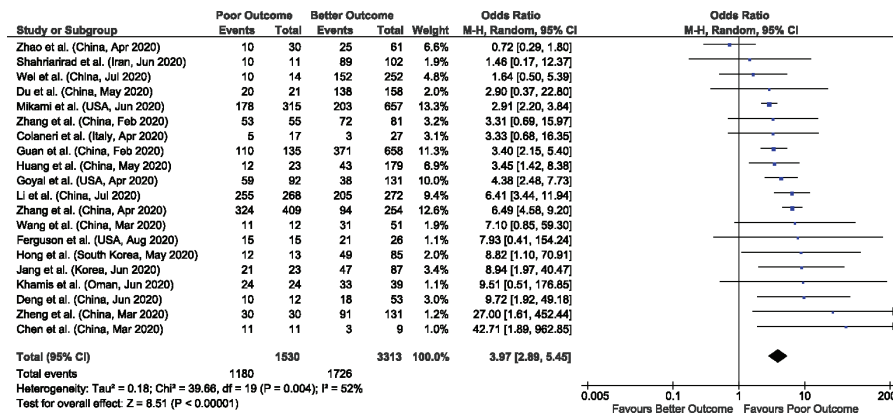 Poor Outcome Better Outcome Odds Ratio Odds Ratio
Study or Subgroup Events Total Events Total Weight M-H, Random, 95% CI M-H, Random, 95% CI
Zhao et al. (China, Apr 2020) 10 30 25 61 6.6% 0.72 [0.29, 1.80]
Shahriarirad et al. (Iran, Jun 2020) 10 11 89 102 1.9% 1.46 [0.17, 12.37]
Wei et al. (China, Jul 2020) 10 14 152 252 1.9% 1.64 [0.50, 5.39]
Du et al. (China, May 2020) 20 21 138 158 2.1% 2.90 [0.37, 22.80]
Mikami et al. (USA, Jun 2020) 178 315 203 657 13.3% 2.91 [2.20, 3.84]
Zhang et al. (China, Feb 2020) 53 55 72 81 3.1% 3.31 [0.69, 15.97]
Colaneri et al. (Italy, Apr 2020) 5 17 3 27 3.0% 3.33 [0.68, 16.35]
Guan et al. (China, Feb 2020) 110 135 371 658 11.3% 3.40 [2.15, 5.40]
Huang et al. (China, May 2020) 12 23 43 179 6.8% 3.45 [1.42, 8.38]
Goyal et al. (USA, Apr 2020) 59 92 38 131 10.0% 4.38 [2.48, 7.73]
Li et al. (China, Jul 2020) 255 268 205 272 9.4% 6.41 [3.44, 11.94]
Zhang et al. (China, Apr 2020) 324 409 94 254 12.6% 6.49 [4.58, 9.20]
Wang et al. (China, Mar 2020) 11 12 31 51 1.9% 7.10 [0.85, 59.30]
Ferguson et al. (USA, Aug 2020) 15 15 21 26 1.1% 7.93 [0.41, 154.24]
Hong et al. (South Korea, May 2020) 12 13 49 85 1.9% 8.82 [1.10, 70.91]
Jang et al. (Korea, Jun 2020) 21 23 47 87 3.4% 8.94 [1.97, 40.47]
Khamis et al. (Oman, Jun 2020) 24 24 33 39 1.1% 9.51 [0.51, 176.85]
Deng et al. (China, Jun 2020) 10 12 18 53 3.0% 9.72 [1.92, 49.18]
Zheng et al. (China, Mar 2020) 30 30 91 131 1.2% 27.00 [1.61, 452.44]
Chen et al. (China, Mar 2020) 11 11 3 9 1.0% 42.71 [1.89, 962.85]
Total (95% CI) 1530 3313 100.0% 3.97 [2.89, 5.45]
Total events 1180 1726
Heterogeneity: Tau² = 0.18; Chi² = 39.66, df = 19 (P = 0.004); I² = 52%
Test for overall effect: Z = 8.51 (P < 0.00001)
0.005 0.1 1 10 200
Favours Better Outcome Favours Poor Outcome